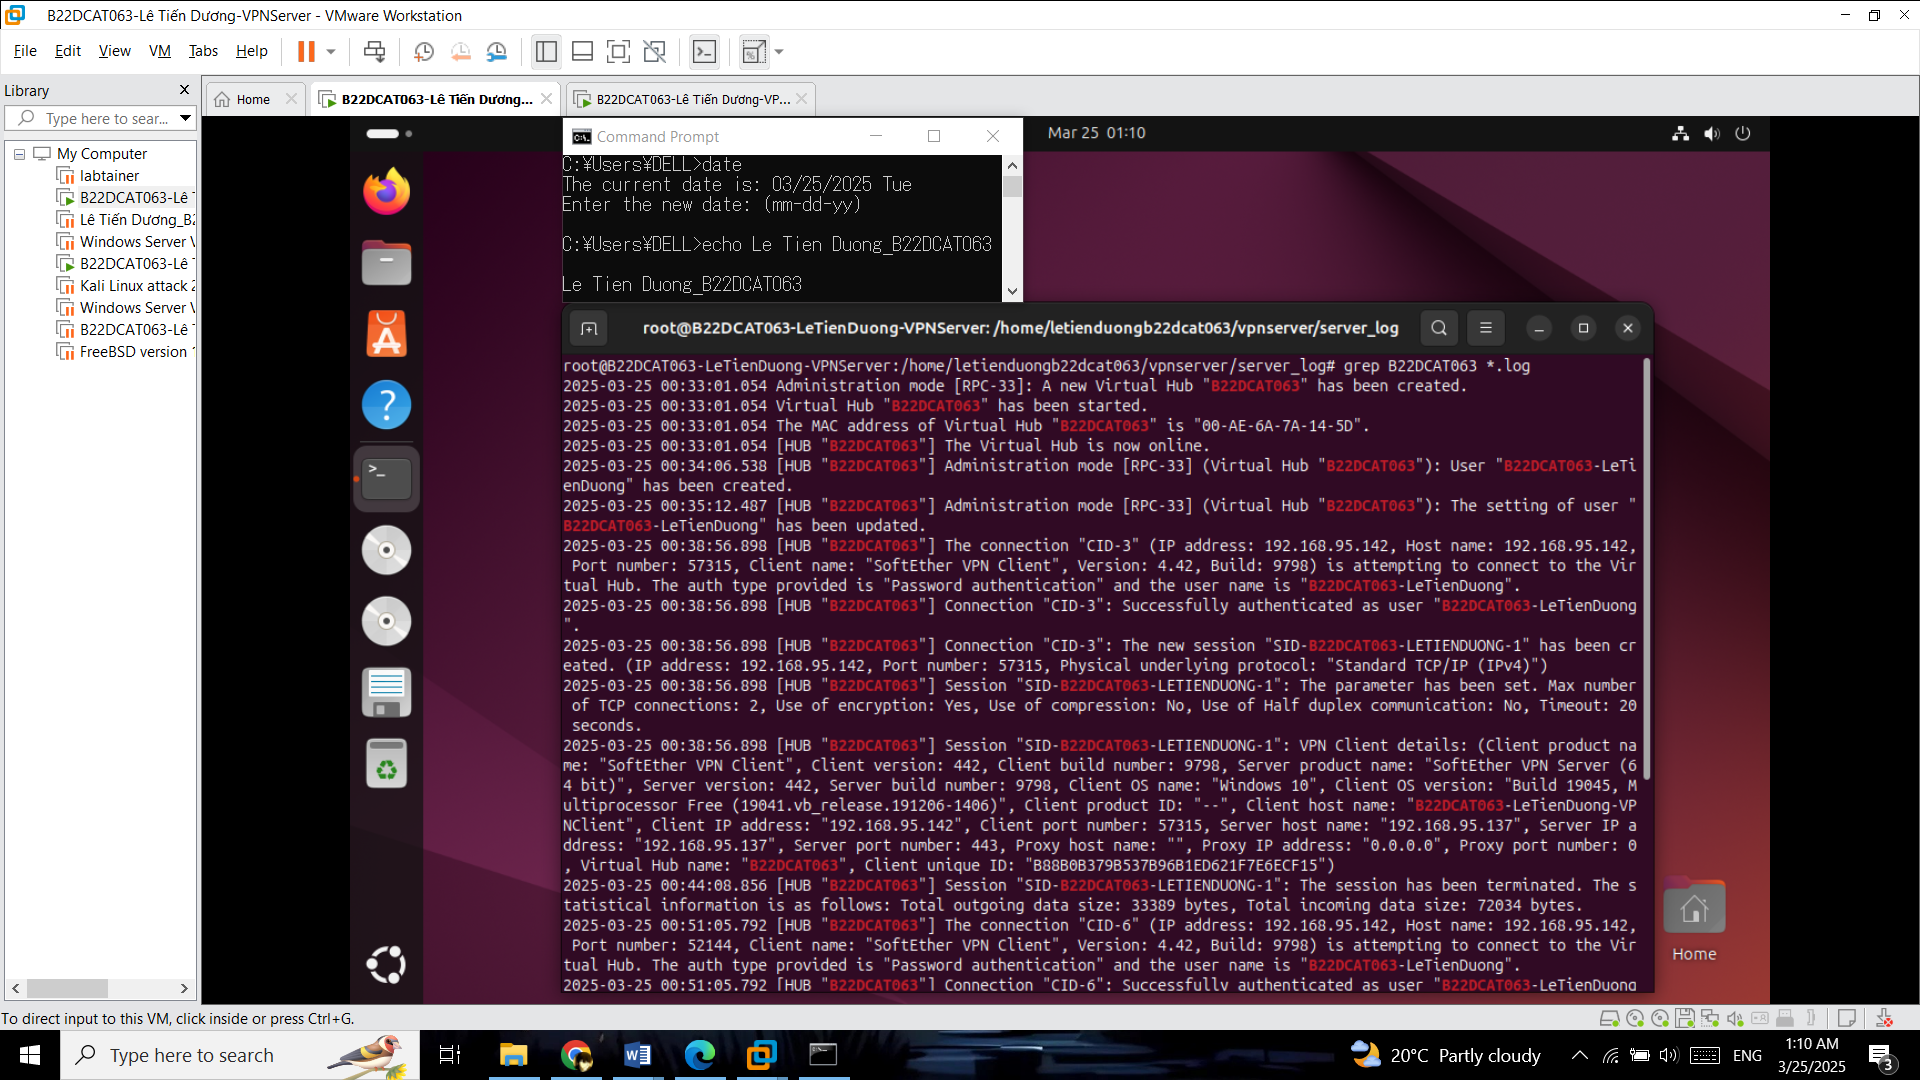 B22DCAT063-Lê Tiến Dương-VPNServer - VMware Workstation
File Edit View VM Tabs Help
Library
Type here to sear...
My Computer
labtainer
B22DCAT063-Lê
Lê Tiến Dương_B2
Windows Server
B22DCAT063-Lê
Kali Linux attack 2
Windows Server
B22DCAT063-Lê
FreeBSD version
Home
B22DCAT063-Lê Tiến Dương...
B22DCAT063-Lê Tiến Dương-VP...
Mar 25 01:10
Command Prompt
C:¥Users¥DELL>date
The current date is: 03/25/2025 Tue
Enter the new date: (mm-dd-yy)
C:¥Users¥DELL>echo Le Tien Duong_B22DCAT063
Le Tien Duong_B22DCAT063
root@B22DCAT063-LeTienDuong-VPNServer: /home/letienduongb22dcat063/vpnserver/server_log
root@B22DCAT063-LeTienDuong-VPNServer:/home/letienduongb22dcat063/vpnserver/server_log# grep B22DCAT063 *.log
2025-03-25 00:33:01.054 Administration mode [RPC-33]: A new Virtual Hub "B22DCAT063" has been created.
2025-03-25 00:33:01.054 Virtual Hub "B22DCAT063" has been started.
2025-03-25 00:33:01.054 The MAC address of Virtual Hub "B22DCAT063" is "00-AE-6A-7A-14-5D".
2025-03-25 00:33:01.054 [HUB "B22DCAT063"] The Virtual Hub is now online.
2025-03-25 00:34:06.538 [HUB "B22DCAT063"] Administration mode [RPC-33] (Virtual Hub "B22DCAT063"): User "B22DCAT063-LeTi
enDuong" has been created.
2025-03-25 00:35:12.487 [HUB "B22DCAT063"] Administration mode [RPC-33] (Virtual Hub "B22DCAT063"): The setting of user "
B22DCAT063-LeTienDuong" has been updated.
2025-03-25 00:38:56.898 [HUB "B22DCAT063"] The connection "CID-3" (IP address: 192.168.95.142, Host name: 192.168.95.142,
Port number: 57315, Client name: "SoftEther VPN Client", Version: 4.42, Build: 9798) is attempting to connect to the Vir
tual Hub. The auth type provided is "Password authentication" and the user name is "B22DCAT063-LeTienDuong".
2025-03-25 00:38:56.898 [HUB "B22DCAT063"] Connection "CID-3": Successfully authenticated as user "B22DCAT063-LeTienDuong
".
2025-03-25 00:38:56.898 [HUB "B22DCAT063"] Connection "CID-3": The new session "SID-B22DCAT063-LETIENDUONG-1" has been cr
eated. (IP address: 192.168.95.142, Port number: 57315, Physical underlying protocol: "Standard TCP/IP (IPv4)")
2025-03-25 00:38:56.898 [HUB "B22DCAT063"] Session "SID-B22DCAT063-LETIENDUONG-1": The parameter has been set. Max number
of TCP connections: 2, Use of encryption: Yes, Use of compression: No, Use of Half duplex communication: No, Timeout: 20
seconds.
2025-03-25 00:38:56.898 [HUB "B22DCAT063"] Session "SID-B22DCAT063-LETIENDUONG-1": VPN Client details: (Client product na
me: "SoftEther VPN Client", Client version: 442, Client build number: 9798, Server product name: "SoftEther VPN Server (6
4 bit)", Server version: 442, Server build number: 9798, Client OS name: "Windows 10", Client OS version: "Build 19045, M
ultiprocessor Free (19041.vb_release.191206-1406)", Client product ID: "--", Client host name: "B22DCAT063-LeTienDuong-VP
NClient", Client IP address: "192.168.95.142", Client port number: 57315, Server host name: "192.168.95.137", Server IP a
ddress: "192.168.95.137", Server port number: 443, Proxy host name: "", Proxy IP address: "0.0.0.0", Proxy port number: 0
, Virtual Hub name: "B22DCAT063", Client unique ID: "B88B0B379B537B96B1ED621F7E6ECF15")
2025-03-25 00:44:08.856 [HUB "B22DCAT063"] Session "SID-B22DCAT063-LETIENDUONG-1": The session has been terminated. The s
tatistical information is as follows: Total outgoing data size: 33389 bytes, Total incoming data size: 72034 bytes.
2025-03-25 00:51:05.792 [HUB "B22DCAT063"] The connection "CID-6" (IP address: 192.168.95.142, Host name: 192.168.95.142,
Port number: 52144, Client name: "SoftEther VPN Client", Version: 4.42, Build: 9798) is attempting to connect to the Vir
tual Hub. The auth type provided is "Password authentication" and the user name is "B22DCAT063-LeTienDuong".
2025-03-25 00:51:05.792 [HUB "B22DCAT063"] Connection "CID-6": Successfully authenticated as user "B22DCAT063-LeTienDuong
Home
To direct input to this VM, click inside or press Ctrl+G.
Type here to search
20°C Partly cloudy
ENG
1:10 AM
3/25/2025
3